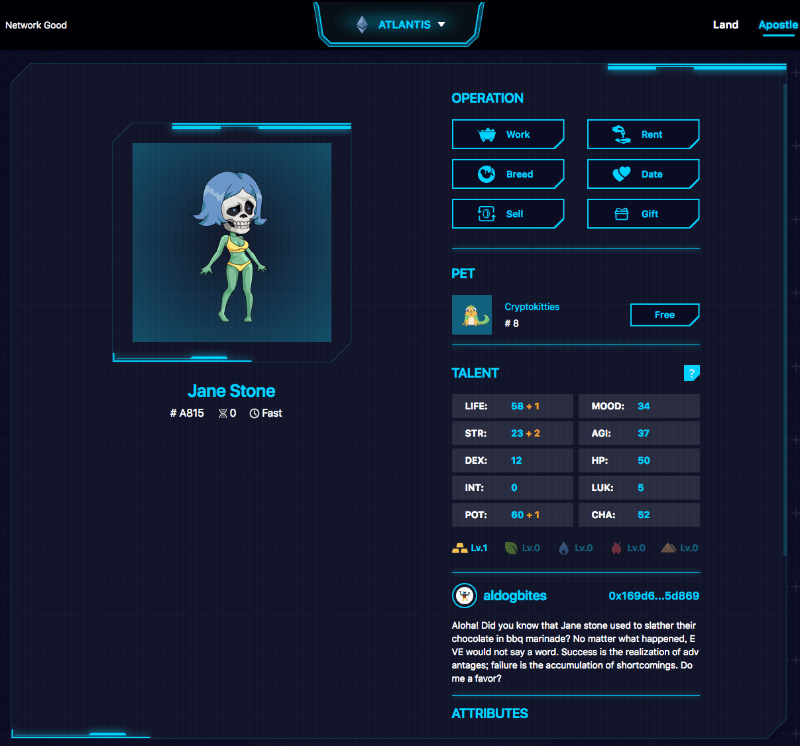 Network Good
ATLANTIS
Land
Apostle
OPERATION
Work
Rent
Breed
Date
Sell
Gift
PET
Cryptokitties
# 8
Free
TALENT
?
LIFE: 58 + 1
MOOD: 34
STR: 23 + 2
AGI: 37
DEX: 12
HP: 50
INT: 0
LUK: 5
POT: 60 + 1
CHA: 52
Lv.1 Lv.0 Lv.0 Lv.0 Lv.0
Jane Stone
# A815 0 Fast
aldogbites
0x169d6...5d869
Aloha! Did you know that Jane stone used to slather their
chocolate in bbq marinade? No matter what happened, E
VE would not say a word. Success is the realization of adv
antages; failure is the accumulation of shortcomings. Do
me a favor?
ATTRIBUTES